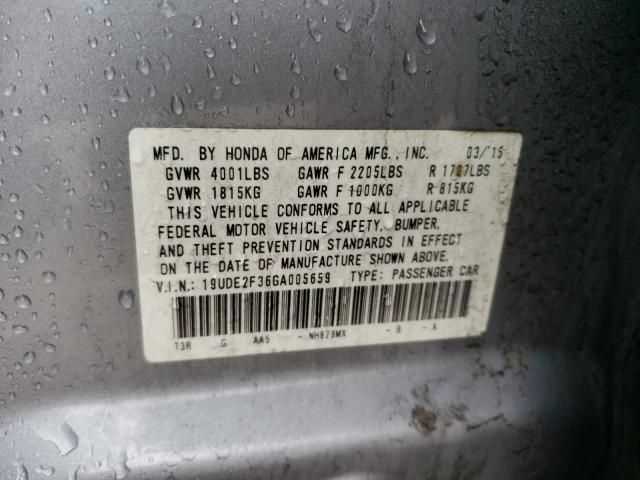 MFD. BY HONDA OF AMERICA MFG., INC. 03/'15
GVWR 4001LBS GAWR F 2205LBS R 1797LBS
GVWR 1815KG GAWR F 1000KG R 815KG
THIS VEHICLE CONFORMS TO ALL APPLICABLE
FEDERAL MOTOR VEHICLE SAFETY, BUMPER,
AND THEFT PREVENTION STANDARDS IN EFFECT
ON THE DATE OF MANUFACTURE SHOWN ABOVE.
V.I.N.: 19UDE2F36GA005659 TYPE: PASSENGER CAR
T3R G AA5 - NH829MX - B - A